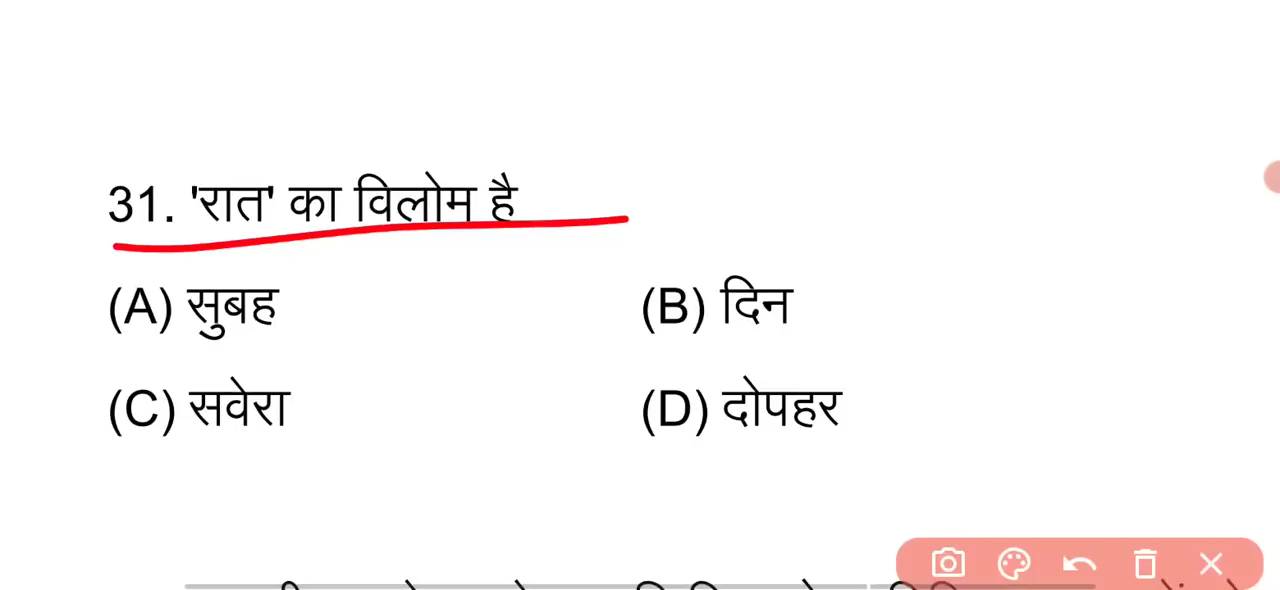 31. 'रात' का विलोम है
(A) सुबह
(B) दिन
(C) सवेरा
(D) दोपहर